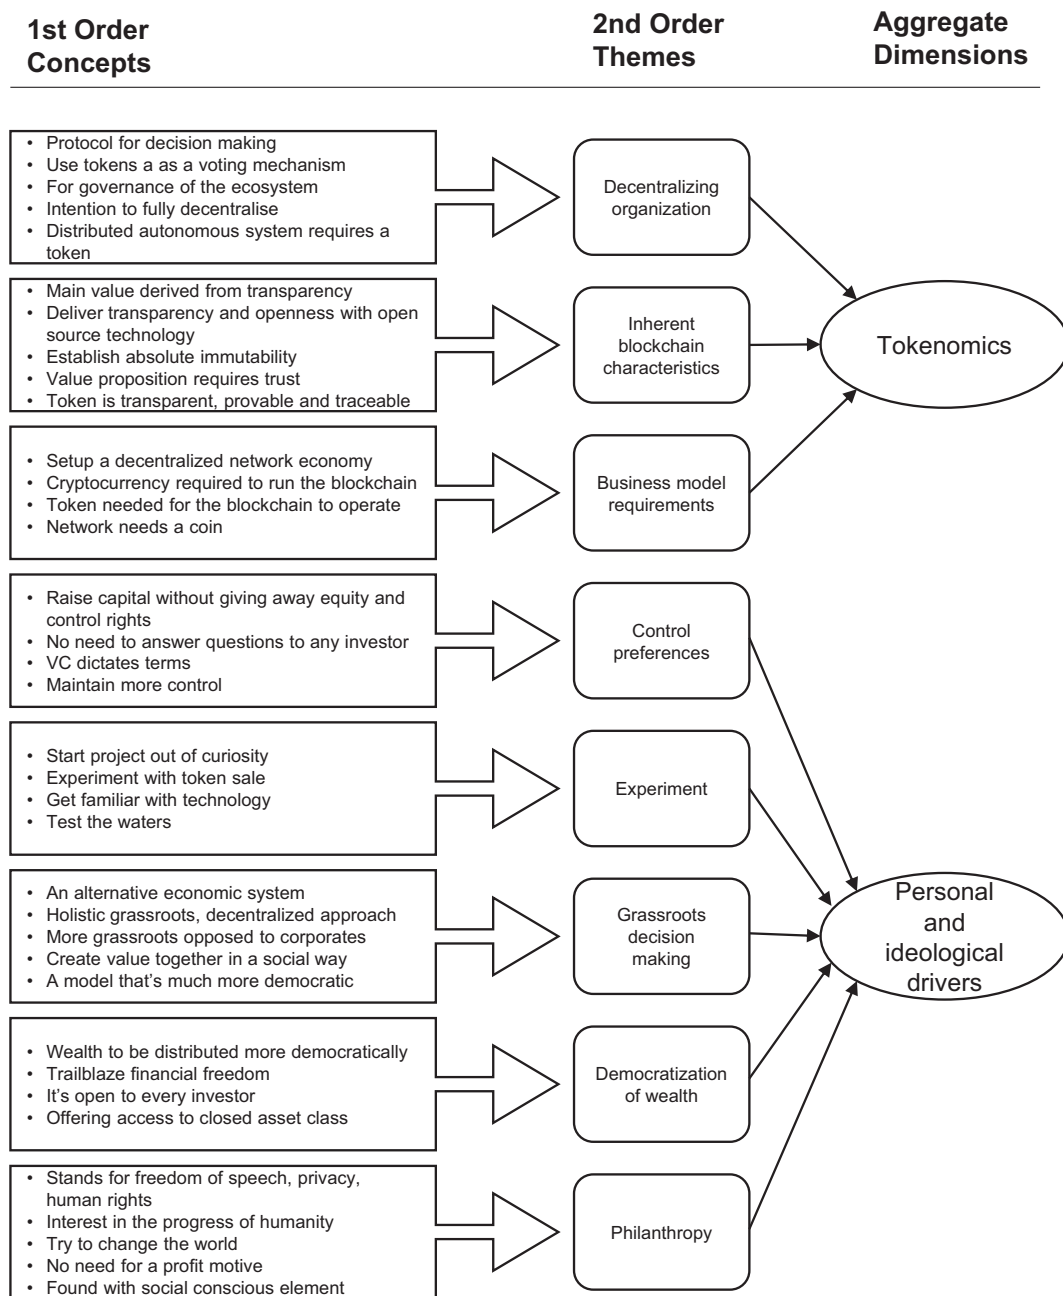 1st Order
Concepts
2nd Order
Themes
Aggregate
Dimensions
• Protocol for decision making
• Use tokens a as a voting mechanism
• For governance of the ecosystem
• Intention to fully decentralise
• Distributed autonomous system requires a
token
Decentralizing
organization
• Main value derived from transparency
• Deliver transparency and openness with open
source technology
• Establish absolute immutability
• Value proposition requires trust
• Token is transparent, provable and traceable
Inherent
blockchain
characteristics
Tokenomics
• Setup a decentralized network economy
• Cryptocurrency required to run the blockchain
• Token needed for the blockchain to operate
• Network needs a coin
Business model
requirements
• Raise capital without giving away equity and
control rights
• No need to answer questions to any investor
• VC dictates terms
• Maintain more control
Control
preferences
• Start project out of curiosity
• Experiment with token sale
• Get familiar with technology
• Test the waters
Experiment
• An alternative economic system
• Holistic grassroots, decentralized approach
• More grassroots opposed to corporates
• Create value together in a social way
• A model that's much more democratic
Grassroots
decision
making
Personal
and
ideological
drivers
• Wealth to be distributed more democratically
• Trailblaze financial freedom
• It's open to every investor
• Offering access to closed asset class
Democratization
of wealth
• Stands for freedom of speech, privacy,
human rights
• Interest in the progress of humanity
• Try to change the world
• No need for a profit motive
• Found with social conscious element
Philanthropy